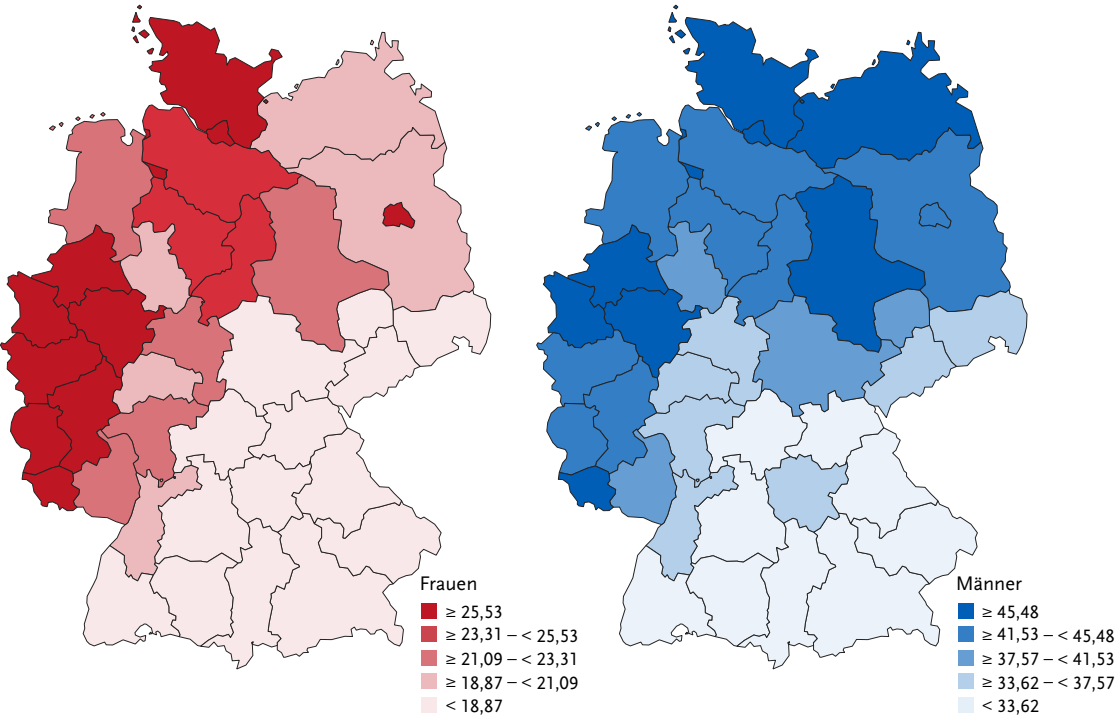 Frauen
≥ 25,53
≥ 23,31 – < 25,53
≥ 21,09 – < 23,31
≥ 18,87 – < 21,09
< 18,87
Männer
≥ 45,48
≥ 41,53 – < 45,48
≥ 37,57 – < 41,53
≥ 33,62 – < 37,57
< 33,62